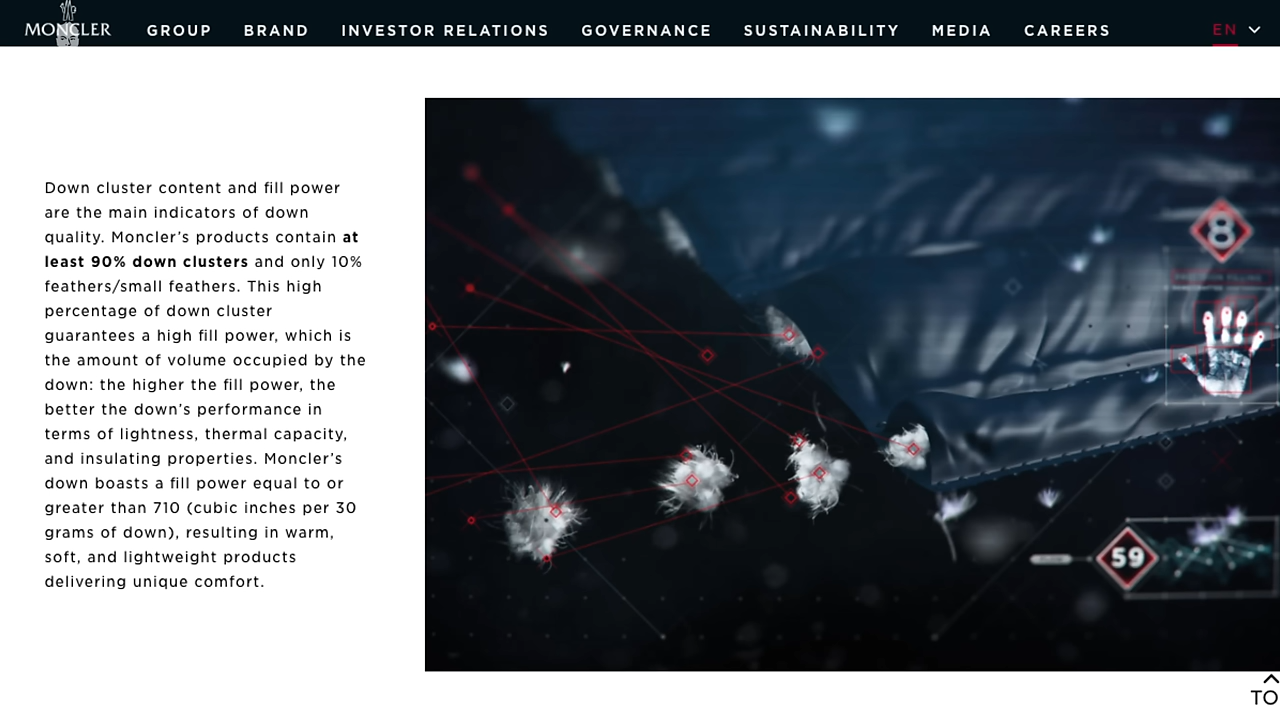 MONCLER
GROUP
BRAND
INVESTOR RELATIONS
GOVERNANCE
SUSTAINABILITY
MEDIA
CAREERS
EN
Down cluster content and fill power
are the main indicators of down
quality. Moncler’s products contain at
least 90% down clusters and only 10%
feathers/small feathers. This high
percentage of down cluster
guarantees a high fill power, which is
the amount of volume occupied by the
down: the higher the fill power, the
better the down’s performance in
terms of lightness, thermal capacity,
and insulating properties. Moncler’s
down boasts a fill power equal to or
greater than 710 (cubic inches per 30
grams of down), resulting in warm,
soft, and lightweight products
delivering unique comfort.
8
59
TO